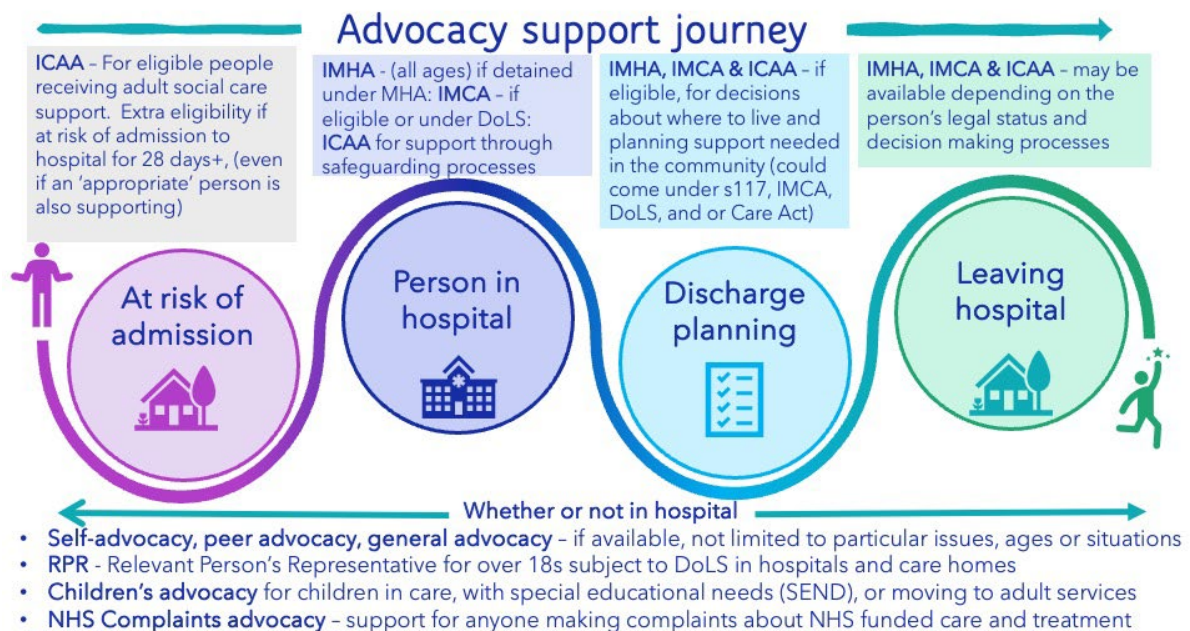 Advocacy support journey
ICAA – For eligible people
receiving adult social care
support.  Extra eligibility if
at risk of admission to
hospital for 28 days+, (even
if an 'appropriate' person is
also supporting)
IMHA - (all ages) if detained
under MHA: IMCA – if
eligible or under DoLS:
ICAA for support through
safeguarding processes
IMHA, IMCA & ICAA – if
eligible, for decisions
about where to live and
planning support needed
in the community (could
come under s117, IMCA,
DoLS, and or Care Act)
IMHA, IMCA & ICAA – may be
available depending on the
person's legal status and
decision making processes
At risk of
admission
Person in
hospital
Discharge
planning
Leaving
hospital
Whether or not in hospital
• Self-advocacy, peer advocacy, general advocacy – if available, not limited to particular issues, ages or situations
• RPR - Relevant Person's Representative for over 18s subject to DoLS in hospitals and care homes
• Children's advocacy for children in care, with special educational needs (SEND), or moving to adult services
• NHS Complaints advocacy – support for anyone making complaints about NHS funded care and treatment